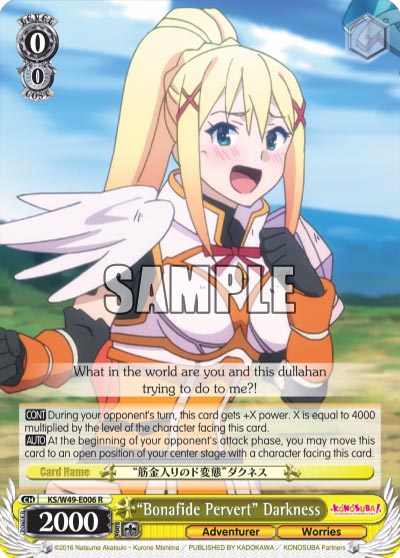 LEVEL
0
0
COST
SAMPLE
What in the world are you and this dullahan
trying to do to me?!
CONT During your opponent's turn, this card gets +X power. X is equal to 4000
multiplied by the level of the character facing this card.
AUTO At the beginning of your opponent's attack phase, you may move this
card to an open position of your center stage with a character facing this card.
Card Name "筋金入りのド変態" ダクネス
CH KS/W49-E006 R
2000
"Bonafide Pervert" Darkness
KONOSUBA!
Adventurer Worries
©2016 Natsume Akatsuki・Kurone Mishima / PUBLISHED BY KADOKAWA / KONOSUBA Partners